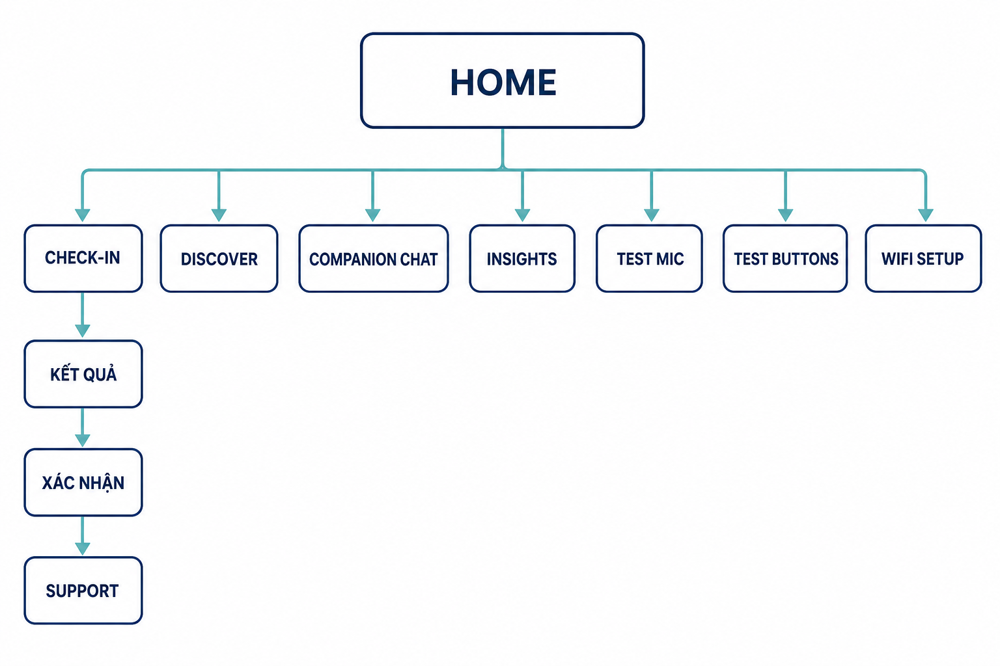 HOME
CHECK-IN
DISCOVER
COMPANION CHAT
INSIGHTS
TEST MIC
TEST BUTTONS
WIFI SETUP
KẾT QUẢ
XÁC NHẬN
SUPPORT